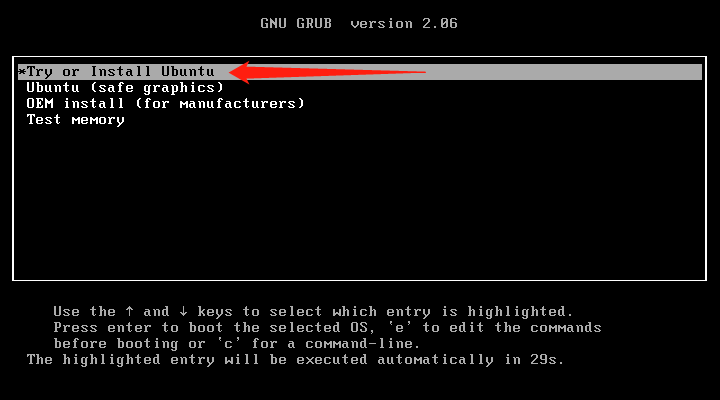 GNU GRUB  version 2.06
*Try or Install Ubuntu
Ubuntu (safe graphics)
OEM install (for manufacturers)
Test memory
Use the ↑ and ↓ keys to select which entry is highlighted.
Press enter to boot the selected OS, `e' to edit the commands
before booting or `c' for a command-line.
The highlighted entry will be executed automatically in 29s.